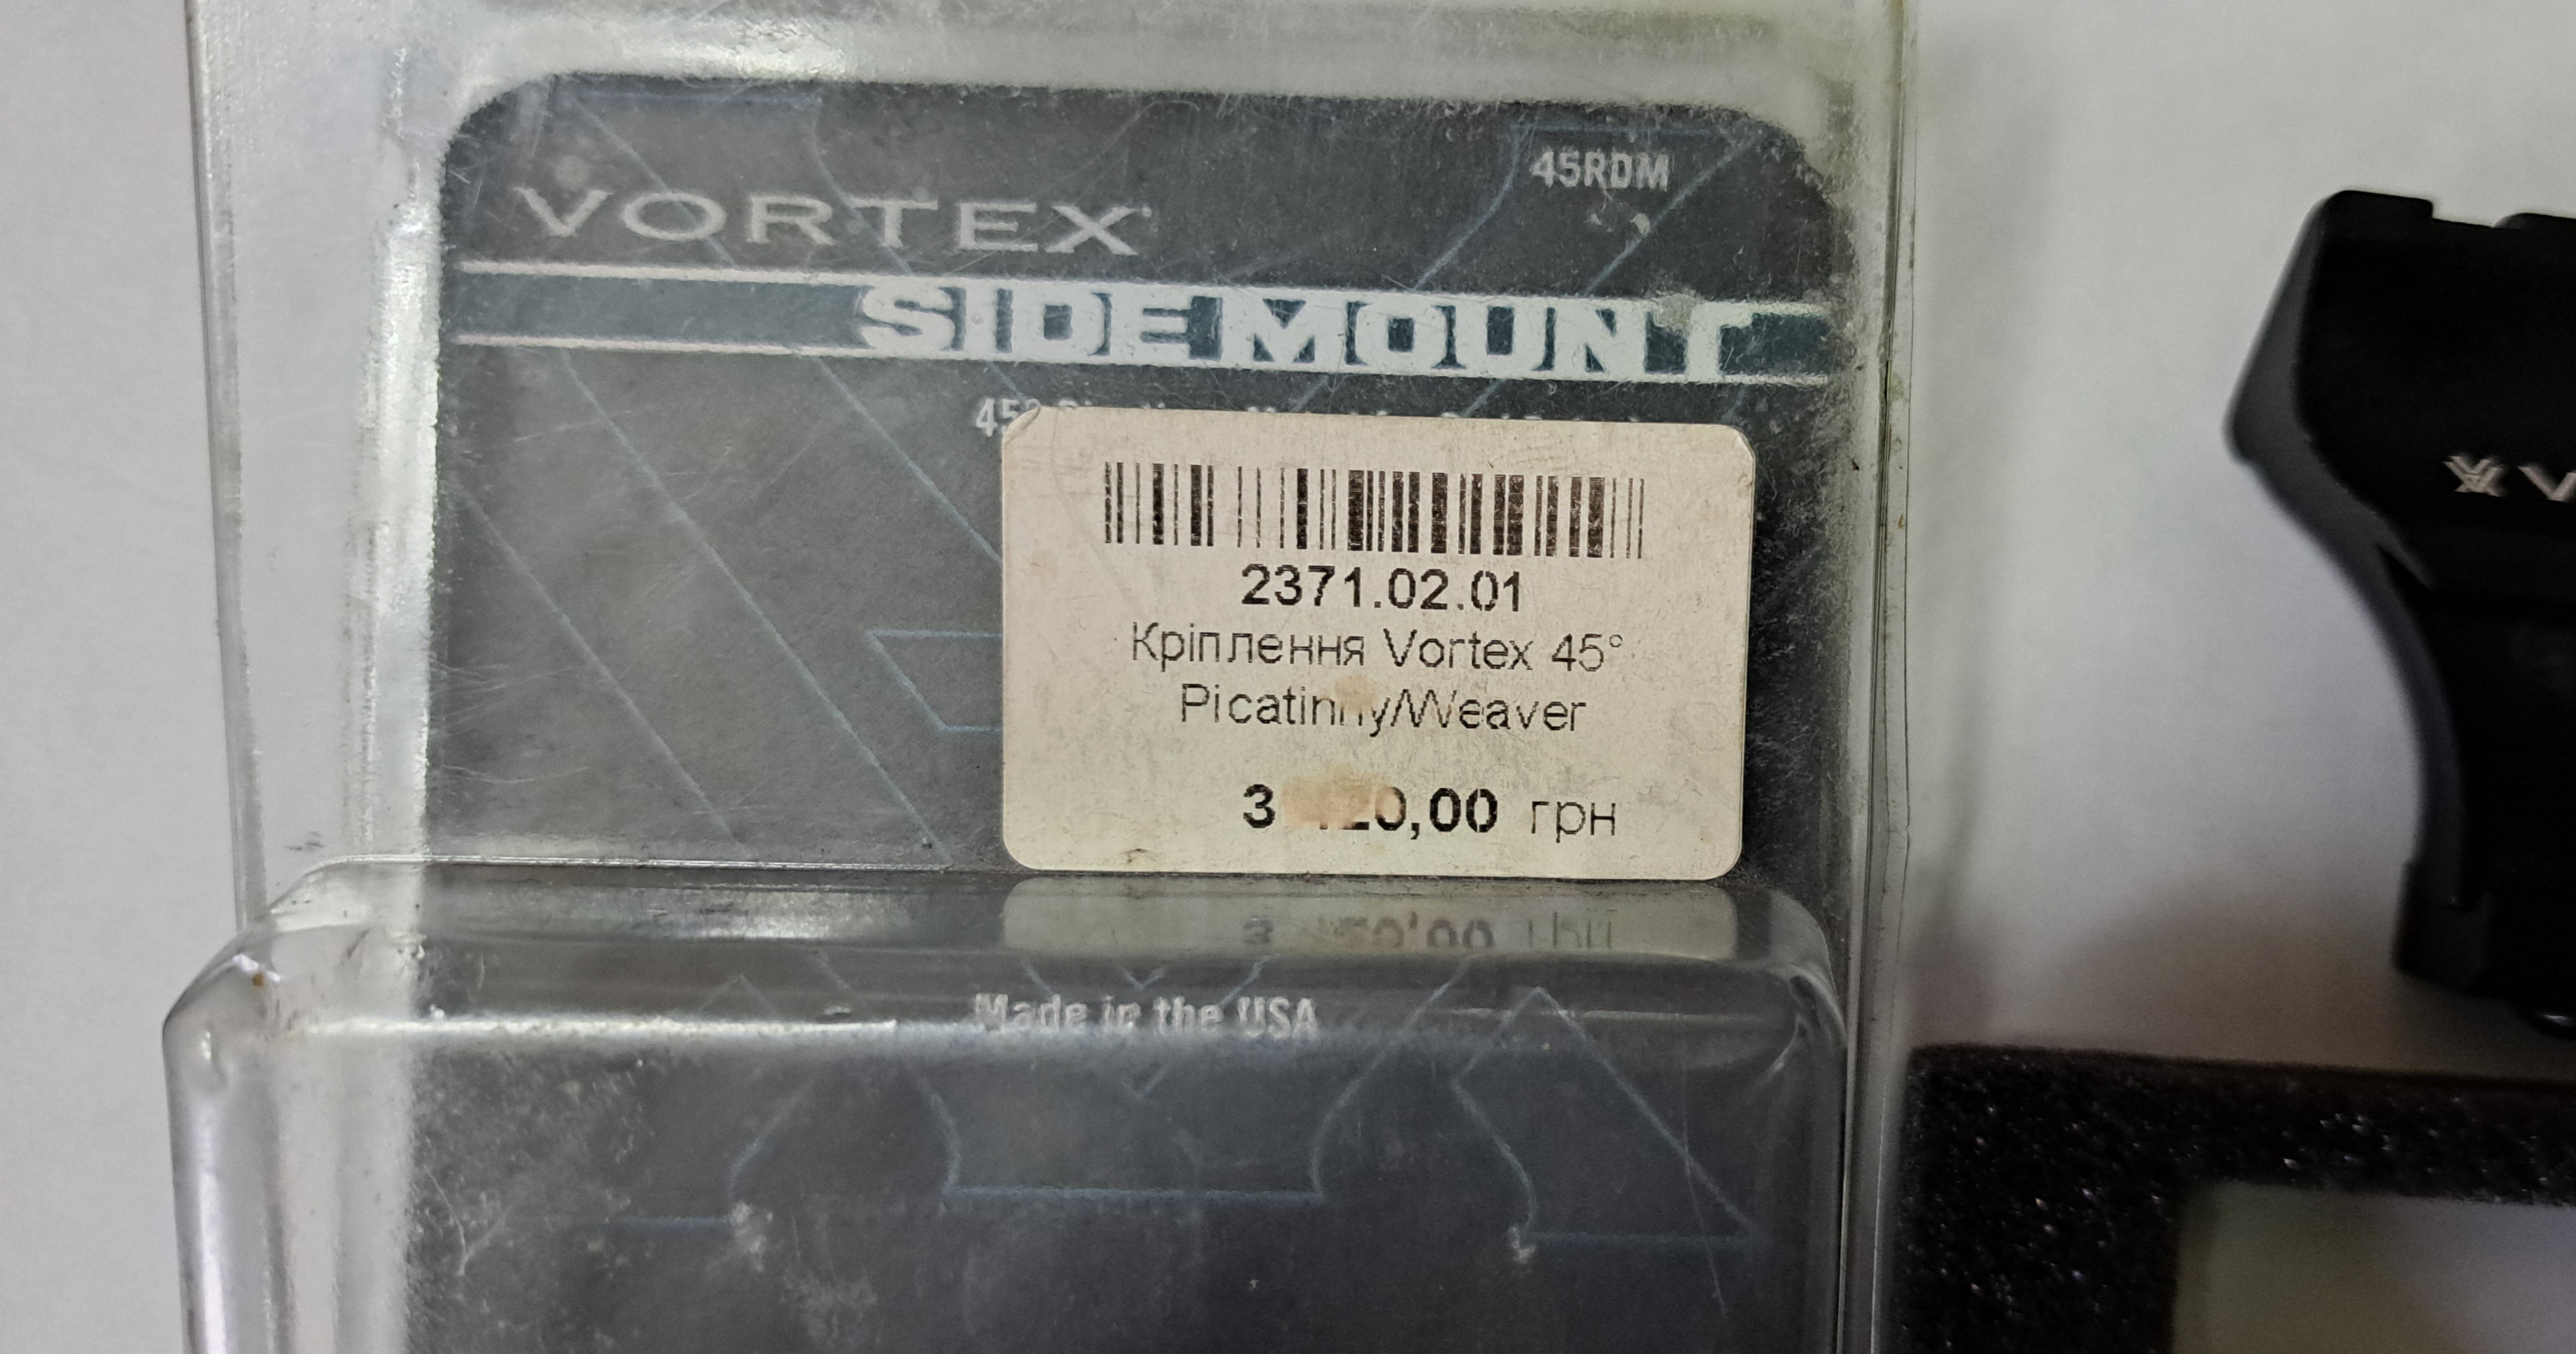 45RDM
VORTEX
SIDE MOUNT
2371.02.01
Кріплення Vortex 45°
Picatinny/Weaver
грн
Made in the USA